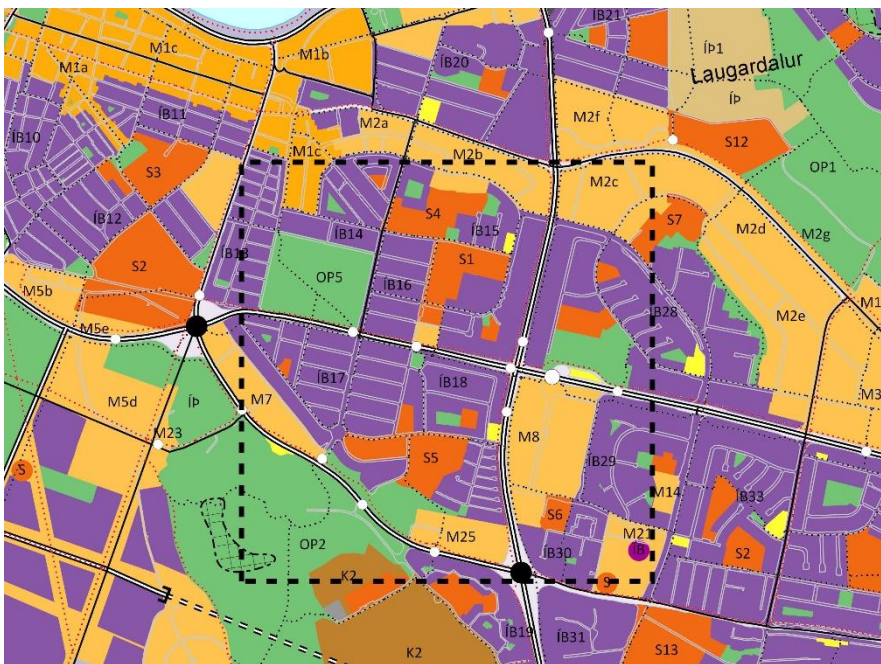 ÍB21
M1c
M1b
ÍÞ1
ÍB20
M1a
Laugardalur
ÍÞ
ÍB11
M2a
M2f
ÍB10
S12
M1c
M2b
S3
OP1
M2c
S4
S7
ÍB12
ÍB15
M2d
ÍB14
M2g
ÍB13
S1
S2
OP5
ÍB16
M5b
M2e
M1
M5e
ÍB28
ÍB17
ÍB18
M5d
ÍÞ
M7
M3
M8
M23
S5
ÍB29
S
M14
ÍB33
S6
M21
OP2
M25
ÍB30
ÍB
S2
K2
S
ÍB19
ÍB31
S13
K2